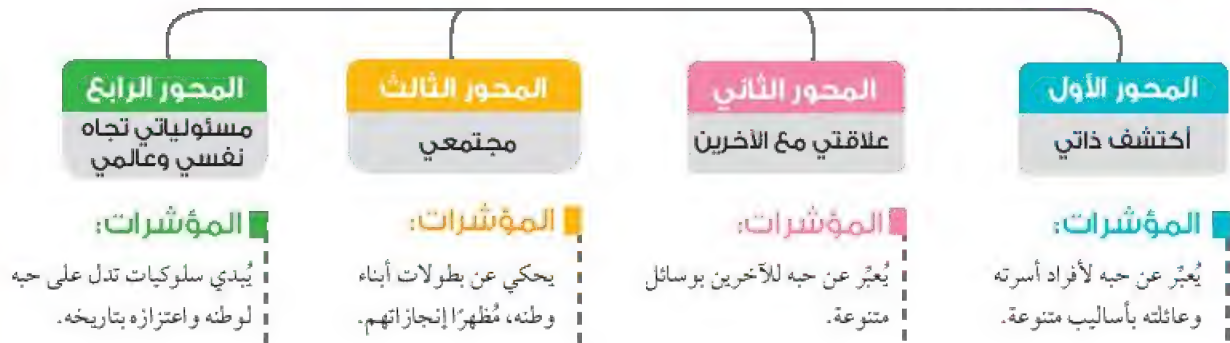 المحور الأول
أكتشف ذاتي
المؤشرات:
يُعبِّر عن حبه لأفراد أسرته
وعائلته بأساليب متنوعة.
المحور الثاني
علاقتي مع الآخرين
المؤشرات:
يُعبِّر عن حبه للآخرين بوسائل
متنوعة.
المحور الثالث
مجتمعي
المؤشرات:
يحكي عن بطولات أبناء
وطنه، مُظهرًا إنجازاتهم.
المحور الرابع
مسئولياتي تجاه
نفسي وعالمي
المؤشرات:
يُبدي سلوكيات تدل على حبه
لوطنه واعتزازه بتاريخه.